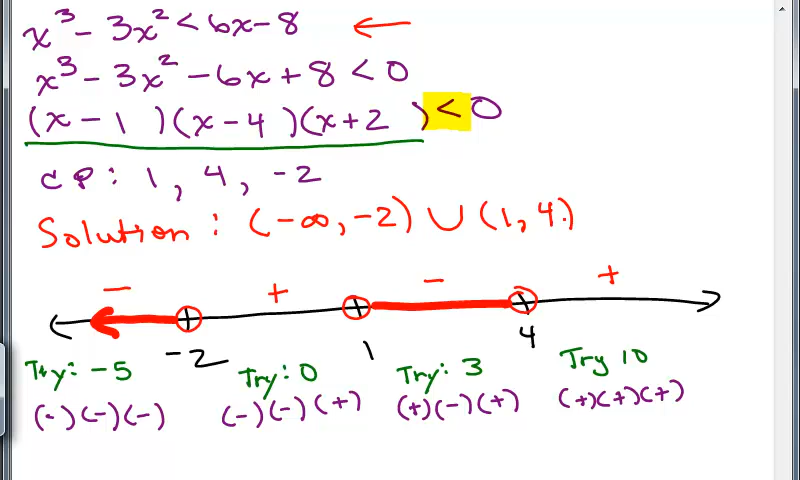 x³ - 3x² < 6x - 8 ←
x³ - 3x² - 6x + 8 < 0
(x - 1 )(x - 4 )(x + 2 ) < 0
CP: 1, 4, -2
Solution: (-∞, -2) ∪ (1, 4)
- + - +
-2 1 4
Try: -5 Try: 0 Try: 3 Try 10
(-)(-)(-) (-)(-)(+) (+)(-)(+) (+)(+)(+)